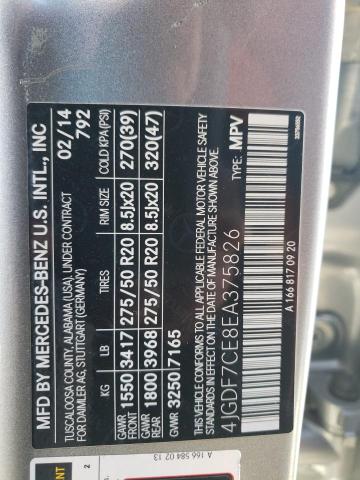 MFG BY MERCEDES-BENZ U.S. INTL., INC
TUSCALOOSA COUNTY, ALABAMA (USA), UNDER CONTRACT
FOR DAIMLER AG, STUTTGART (GERMANY)
02/14
792
KG LB TIRES RIM SIZE COLD KPA(PSI)
GAWR FRONT 1550 3417 275/50 R20 8.5Jx20 270(39)
GAWR REAR 1800 3968 275/50 R20 8.5Jx20 320(47)
GVWR 3250 7165
THIS VEHICLE CONFORMS TO ALL APPLICABLE FEDERAL MOTOR VEHICLE SAFETY
STANDARDS IN EFFECT ON THE DATE OF MANUFACTURE SHOWN ABOVE.
4JGDF7CE8EA375826 TYPE: MPV
A 166 817 09 20
A 166 584 02 13
2